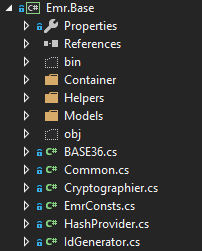 C# Emr.Base
Properties
References
bin
Container
Helpers
Models
obj
C# BASE36.cs
C# Common.cs
C# Cryptographier.cs
C# EmrConsts.cs
C# HashProvider.cs
C# IdGenerator.cs